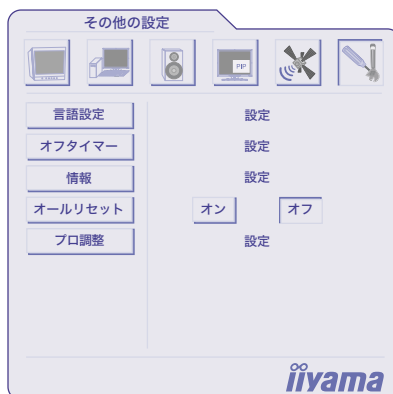 その他の設定
PIP
言語設定 設定
オフタイマー 設定
情報 設定
オールリセット オン オフ
プロ調整 設定
iiyama